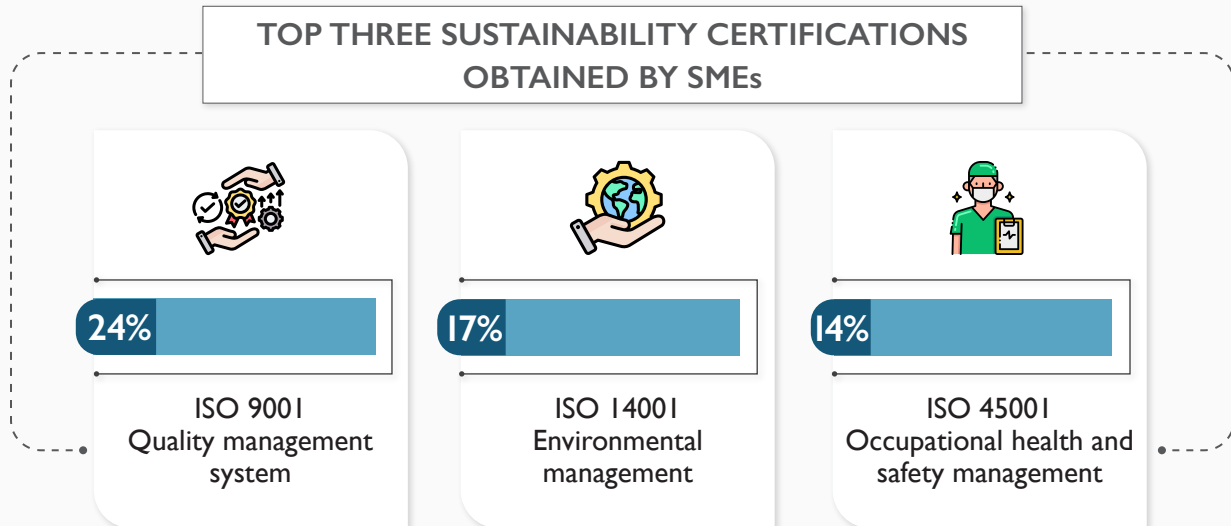 TOP THREE SUSTAINABILITY CERTIFICATIONS
OBTAINED BY SMEs
24%
ISO 9001
Quality management
system
17%
ISO 14001
Environmental
management
14%
ISO 45001
Occupational health and
safety management